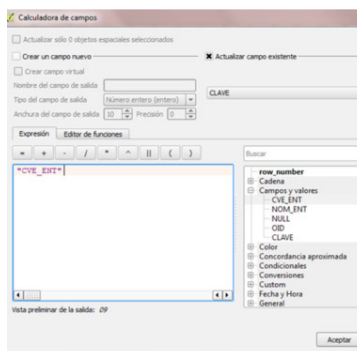 Calculadora de campos
Actualizar sólo 0 objetos espaciales seleccionados
Crear un campo nuevo
Actualizar campo existente
Crear campo virtual
Nombre del campo de salida
Tipo del campo de salida Número entero (entero)
Anchura del campo de salida 10 Precisión 0
CLAVE
Expresión Editor de funciones
= + - / * ^ || ( )
"CVE_ENT"
Vista preliminar de la salida: 09
Buscar
row_number
Cadena
Campos y valores
CVE_ENT
NOM_ENT
NULL
OID
CLAVE
Color
Concordancia aproximada
Condicionales
Conversiones
Custom
Fecha y Hora
General
Aceptar